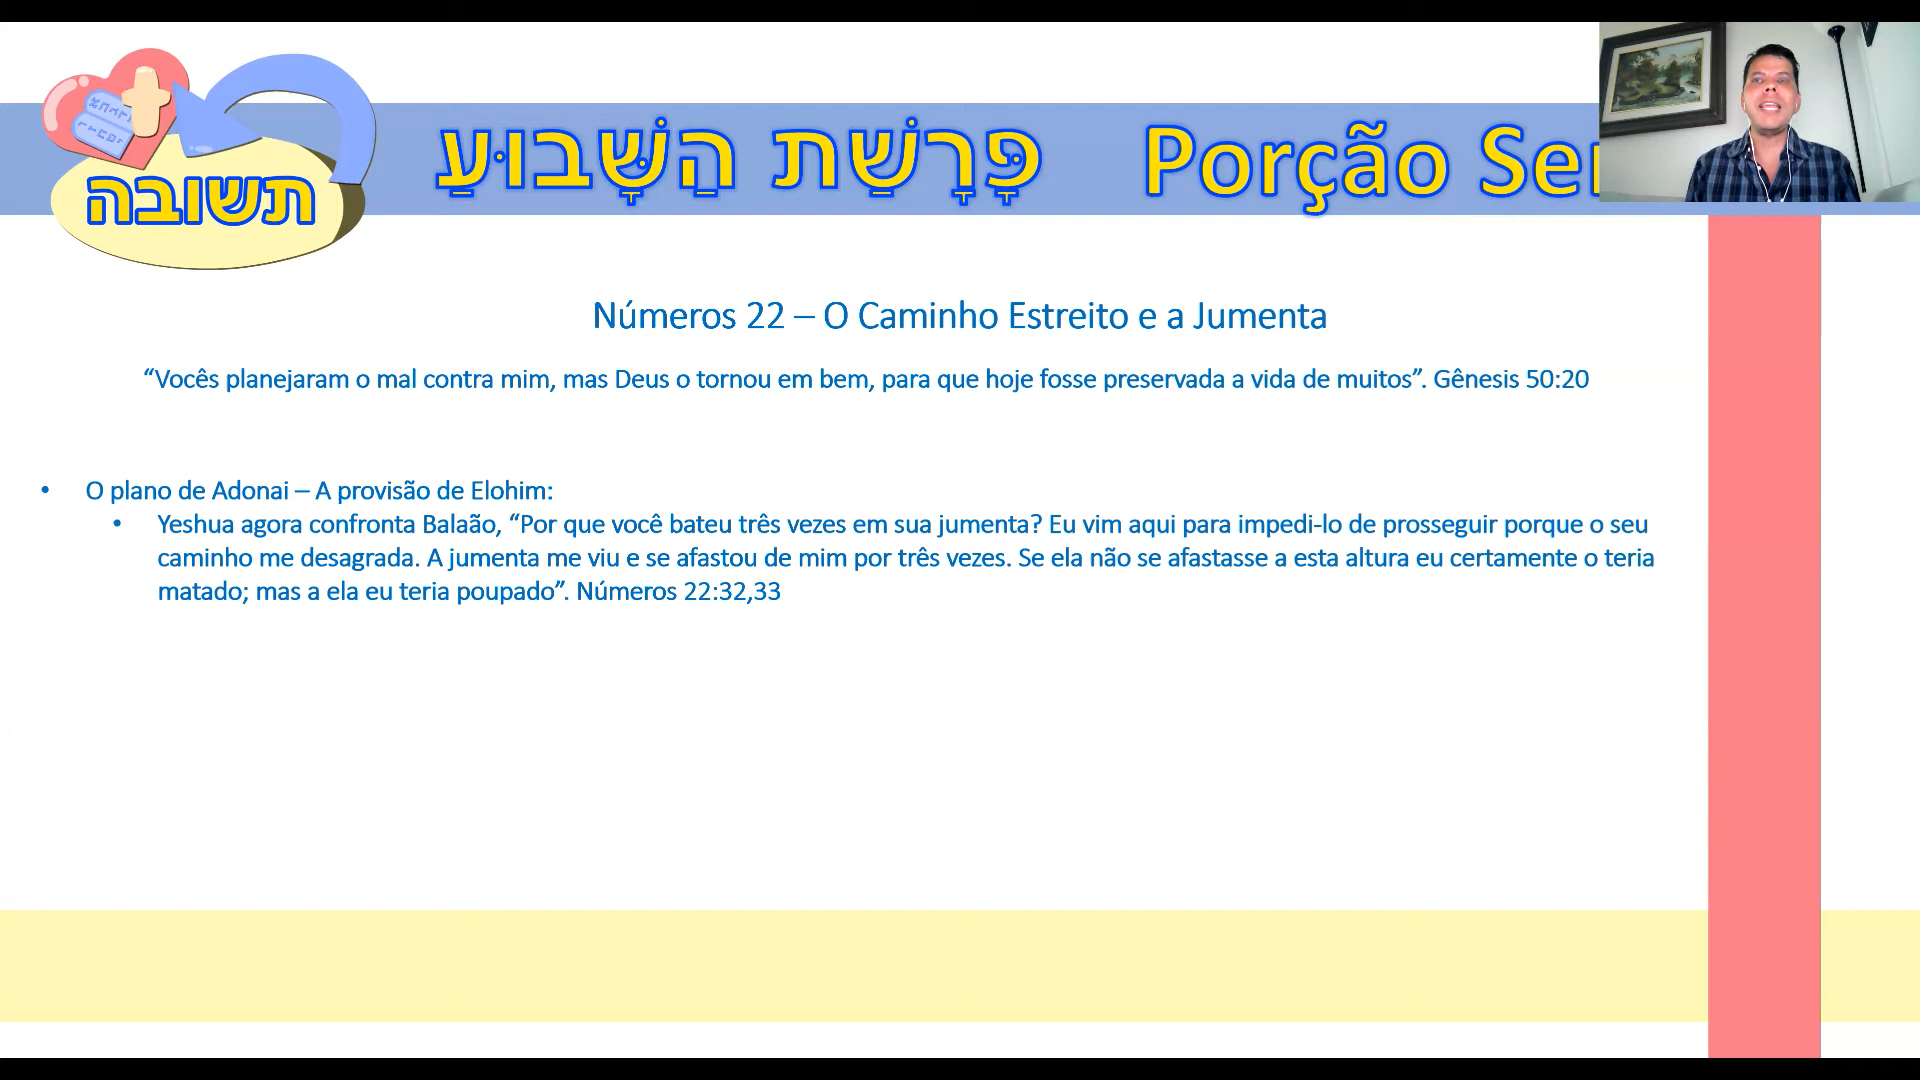 תשובה
פָּרָשַׁת הַשָּׁבוּעַ Porção Se
Números 22 – O Caminho Estreito e a Jumenta
“Vocês planejaram o mal contra mim, mas Deus o tornou em bem, para que hoje fosse preservada a vida de muitos”. Gênesis 50:20
• O plano de Adonai – A provisão de Elohim:
• Yeshua agora confronta Balaão, “Por que você bateu três vezes em sua jumenta? Eu vim aqui para impedi-lo de prosseguir porque o seu
caminho me desagrada. A jumenta me viu e se afastou de mim por três vezes. Se ela não se afastasse a esta altura eu certamente o teria
matado; mas a ela eu teria poupado”. Números 22:32,33